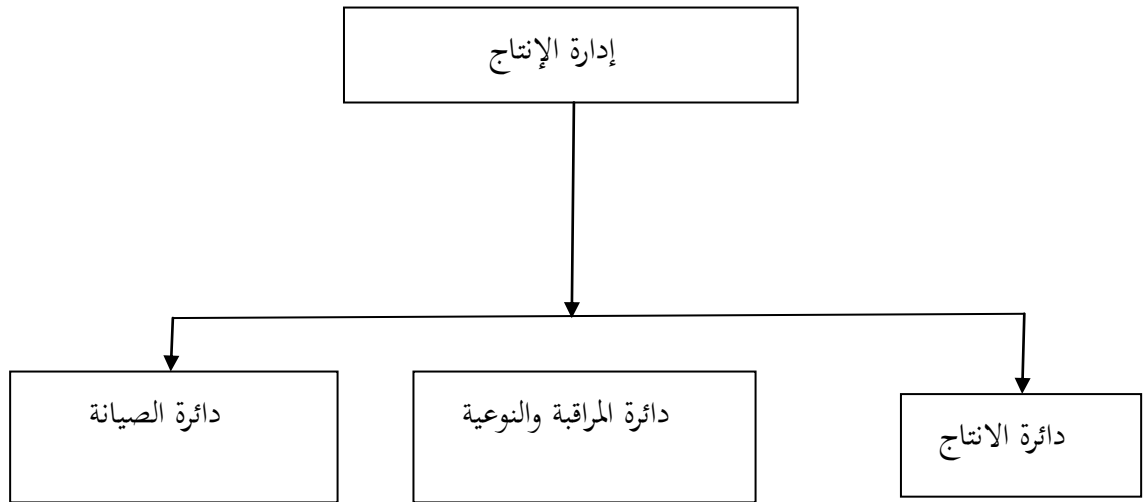 إدارة الإنتاج
دائرة الانتاج
دائرة المراقبة والنوعية
دائرة الصيانة